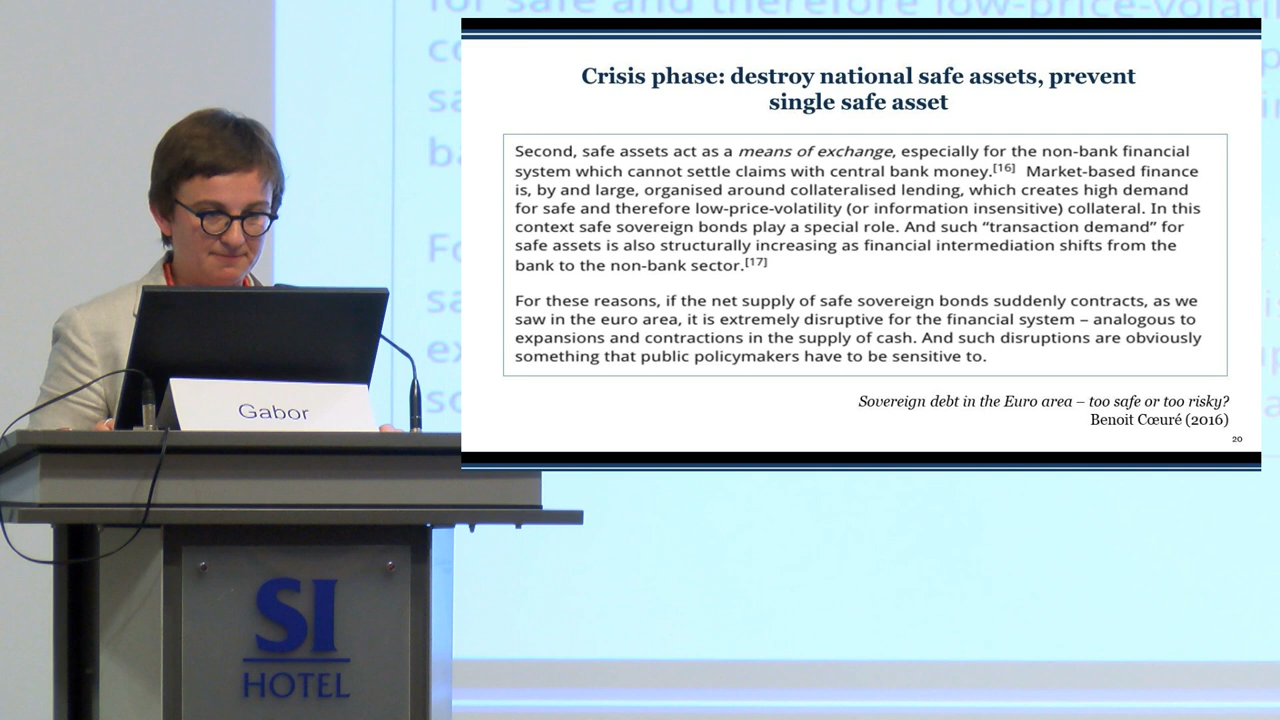 for safe and therefore low-price-volati
Crisis phase: destroy national safe assets, prevent
single safe asset
Second, safe assets act as a means of exchange, especially for the non-bank financial
system which cannot settle claims with central bank money.[16] Market-based finance
is, by and large, organised around collateralised lending, which creates high demand
for safe and therefore low-price-volatility (or information insensitive) collateral. In this
context safe sovereign bonds play a special role. And such “transaction demand” for
safe assets is also structurally increasing as financial intermediation shifts from the
bank to the non-bank sector.[17]
For these reasons, if the net supply of safe sovereign bonds suddenly contracts, as we
saw in the euro area, it is extremely disruptive for the financial system – analogous to
expansions and contractions in the supply of cash. And such disruptions are obviously
something that public policymakers have to be sensitive to.
Sovereign debt in the Euro area – too safe or too risky?
Benoit Cœuré (2016)
20
Gabor
SI
HOTEL